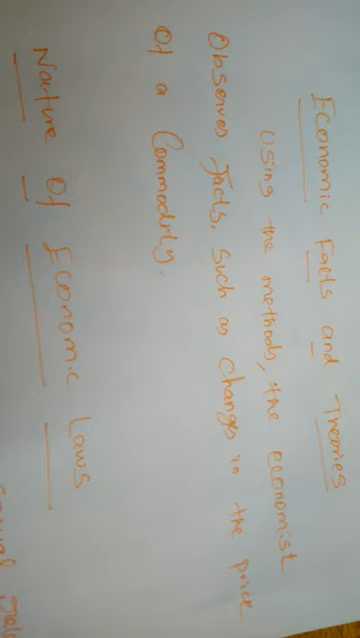 Economic Facts and Theories
Using the methods, the economist
Observes Facts, Such as changes in the price
Of a Commodity.
Nature Of Economic Laws